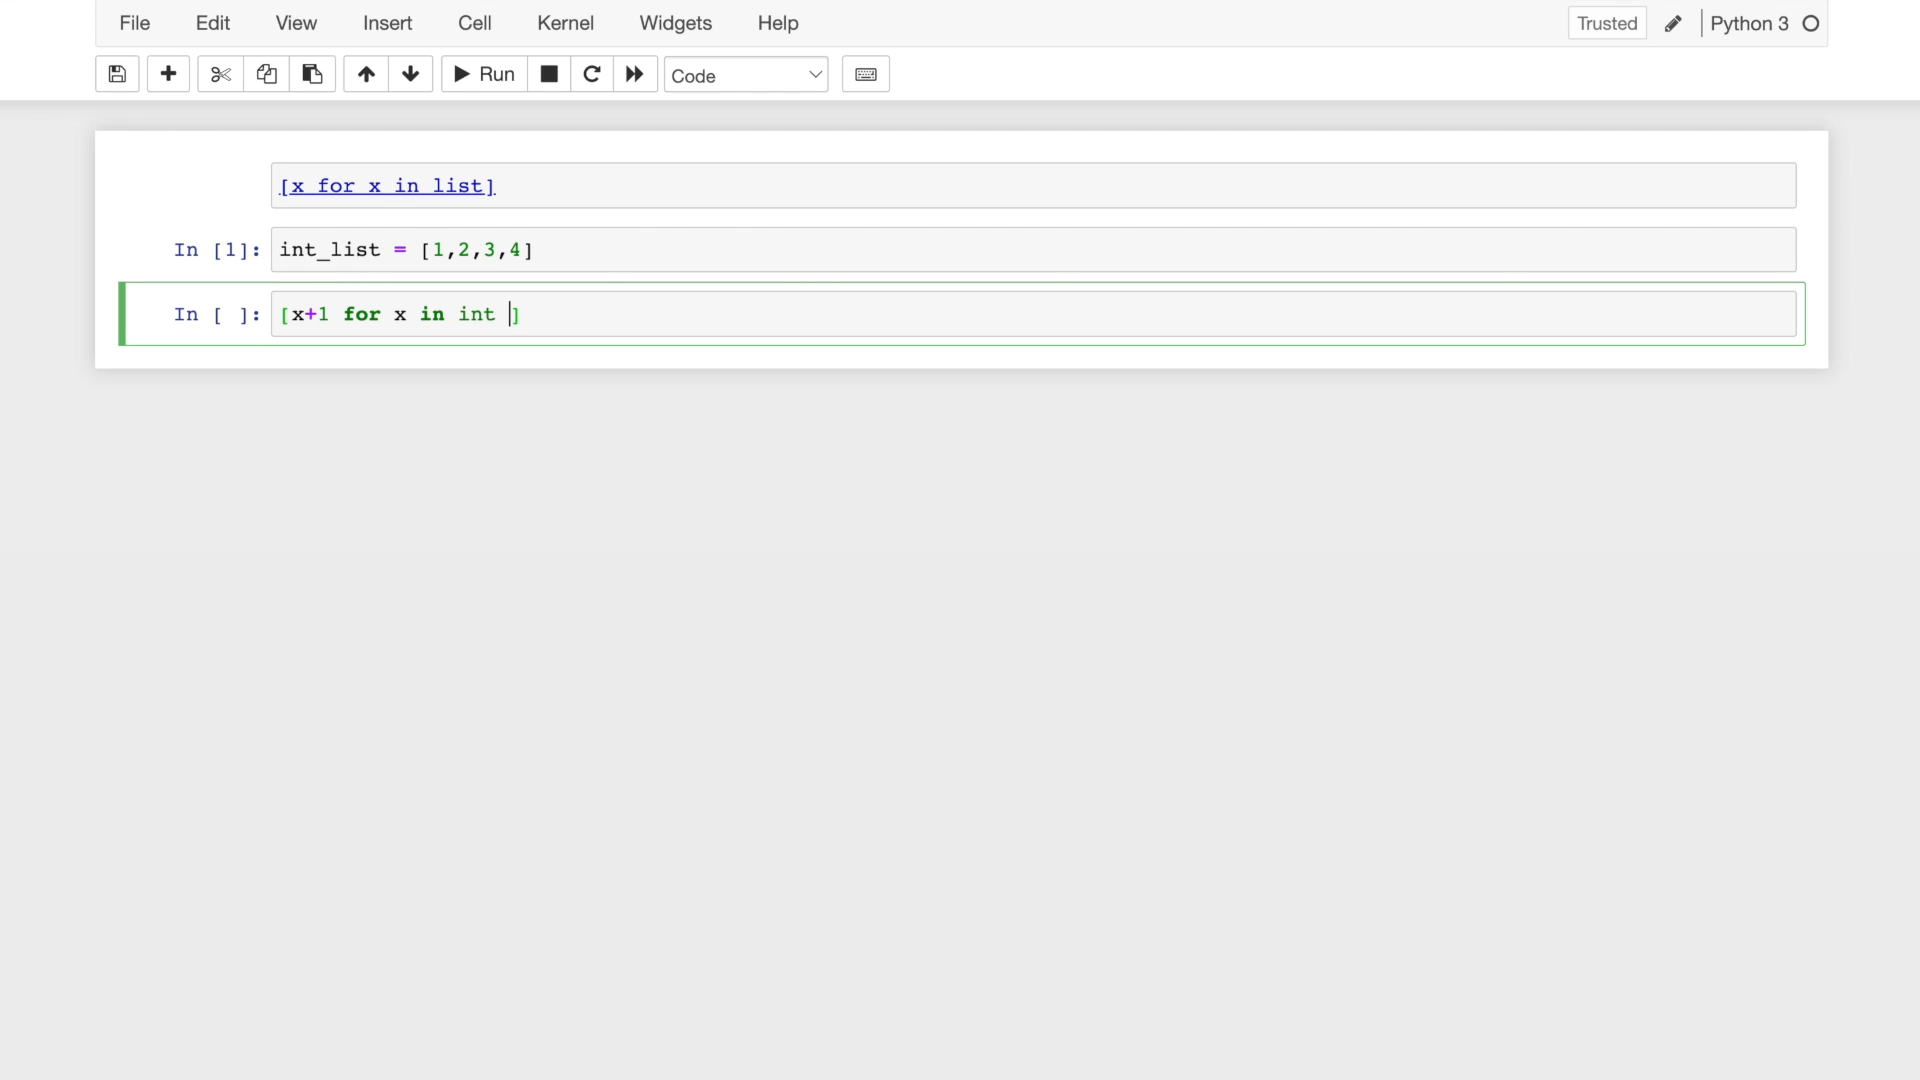 File Edit View Insert Cell Kernel Widgets Help Trusted Python 3
Run Code
[x for x in list]
In [1]: int_list = [1,2,3,4]
In [ ]: [x+1 for x in int ]